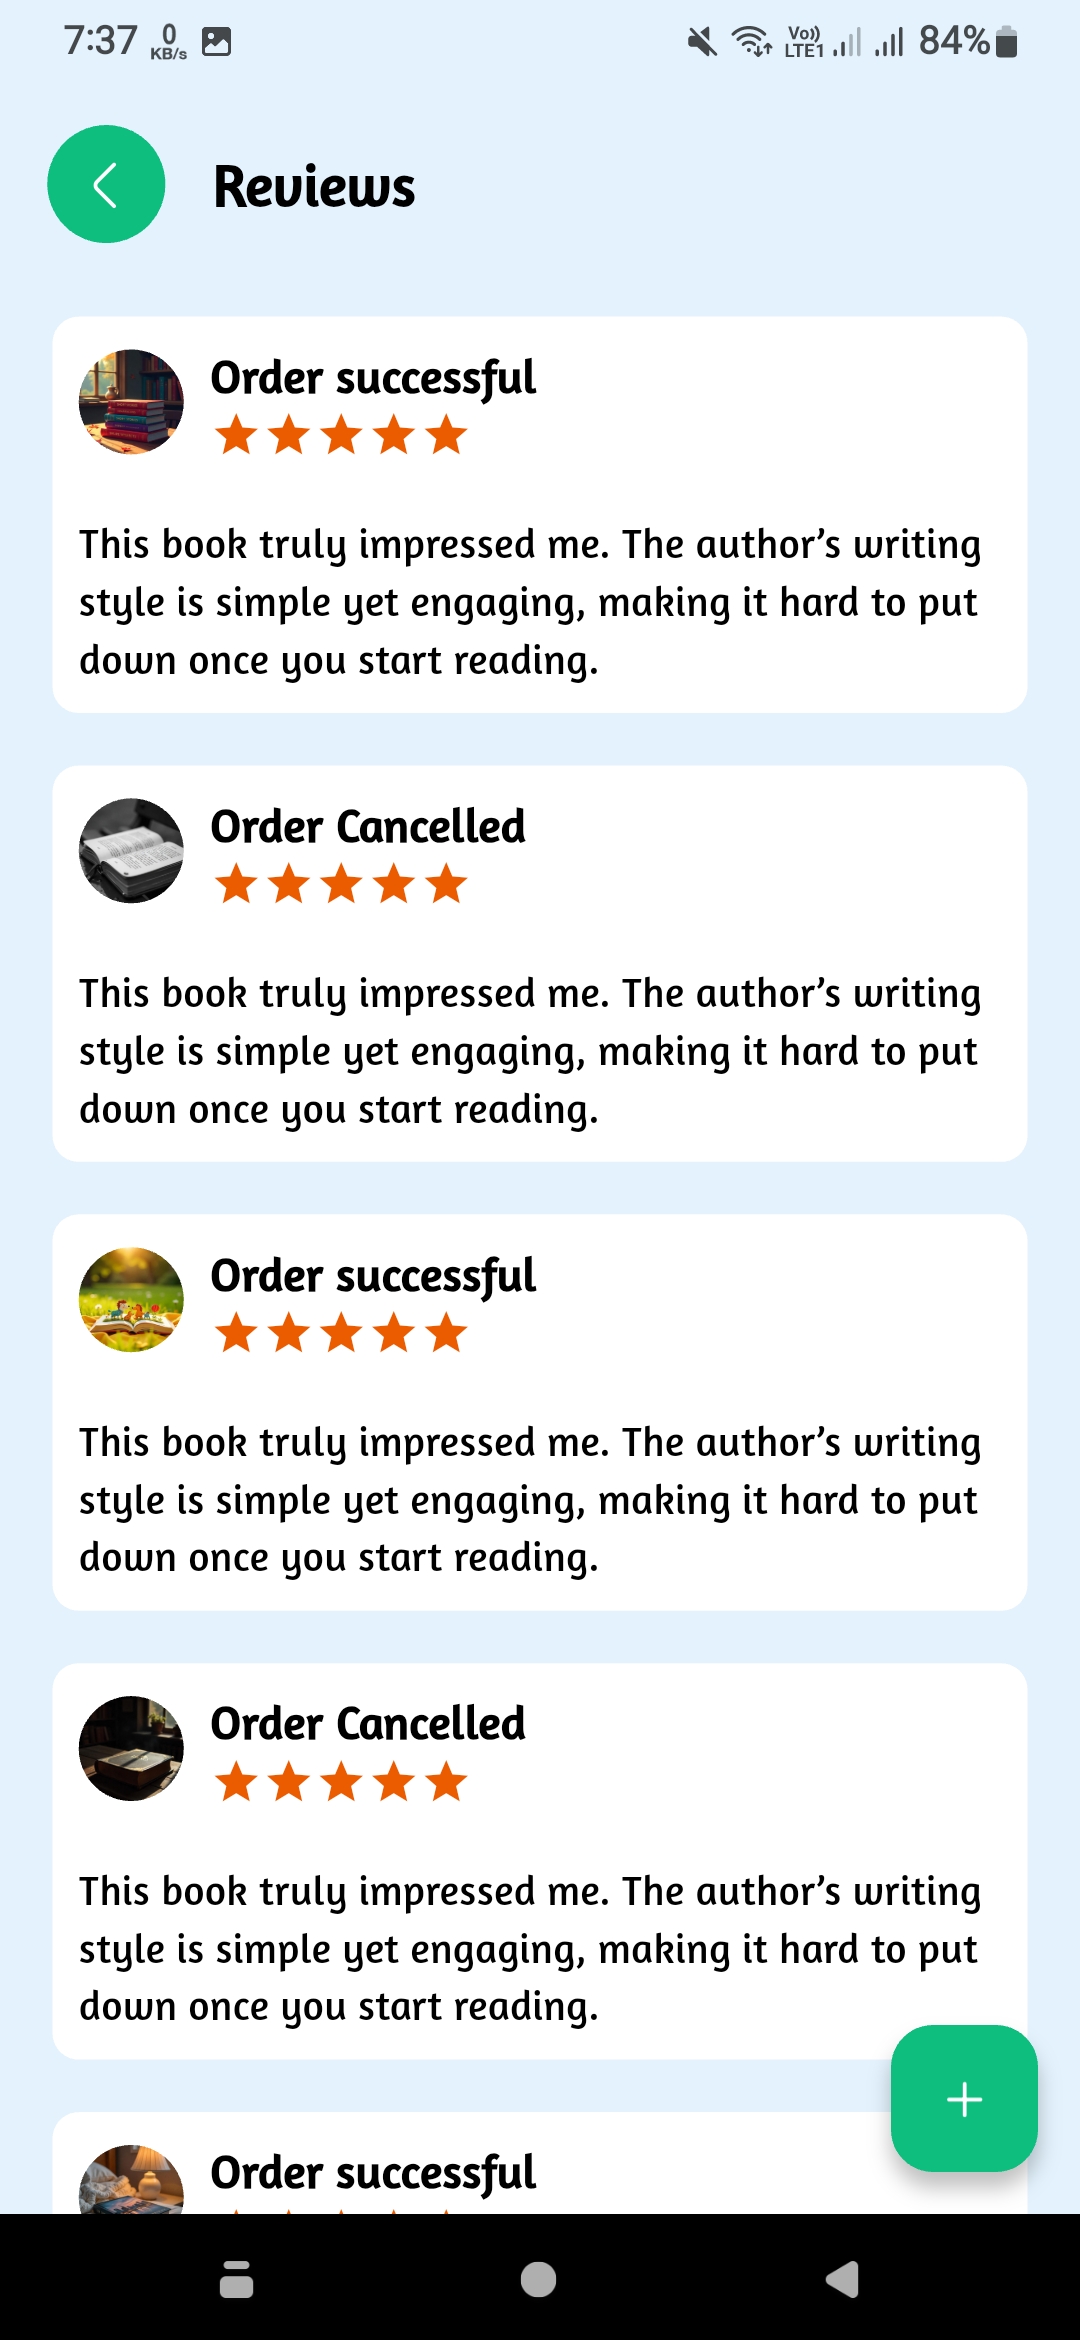 7:37 0 KB/s Vo)) LTE1 84%
Reviews
Order successful
This book truly impressed me. The author’s writing
style is simple yet engaging, making it hard to put
down once you start reading.
Order Cancelled
This book truly impressed me. The author’s writing
style is simple yet engaging, making it hard to put
down once you start reading.
Order successful
This book truly impressed me. The author’s writing
style is simple yet engaging, making it hard to put
down once you start reading.
Order Cancelled
This book truly impressed me. The author’s writing
style is simple yet engaging, making it hard to put
down once you start reading.
Order successful